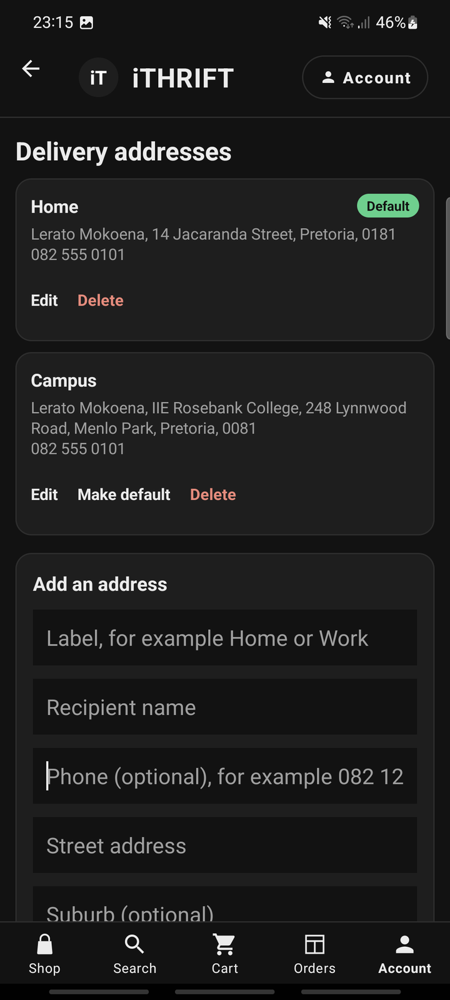 23:15
46%
iT iTHRIFT Account
Delivery addresses
Home Default
Lerato Mokoena, 14 Jacaranda Street, Pretoria, 0181
082 555 0101
Edit Delete
Campus
Lerato Mokoena, IIE Rosebank College, 248 Lynnwood
Road, Menlo Park, Pretoria, 0081
082 555 0101
Edit Make default Delete
Add an address
Label, for example Home or Work
Recipient name
Phone (optional), for example 082 12
Street address
Suburb (optional)
Shop Search Cart Orders Account